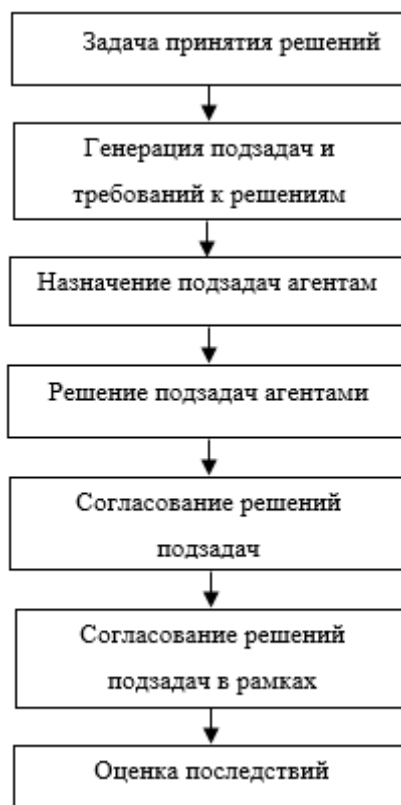 Задача принятия решений
Генерация подзадач и
требований к решениям
Назначение подзадач агентам
Решение подзадач агентами
Согласование решений
подзадач
Согласование решений
подзадач в рамках
Оценка последствий